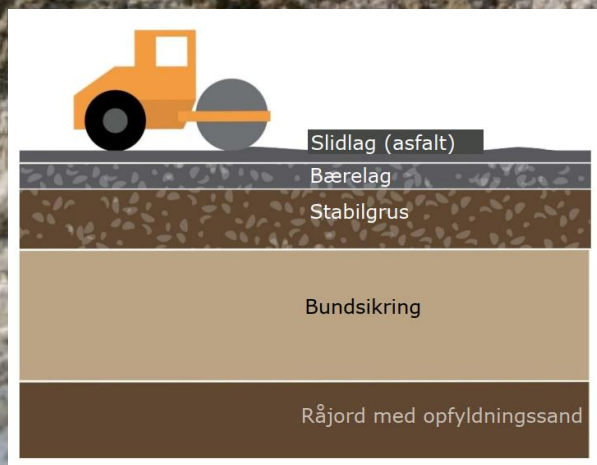 Slidlag (asfalt)
Bærelag
Stabilgrus
Bundsikring
Råjord med opfyldningssand